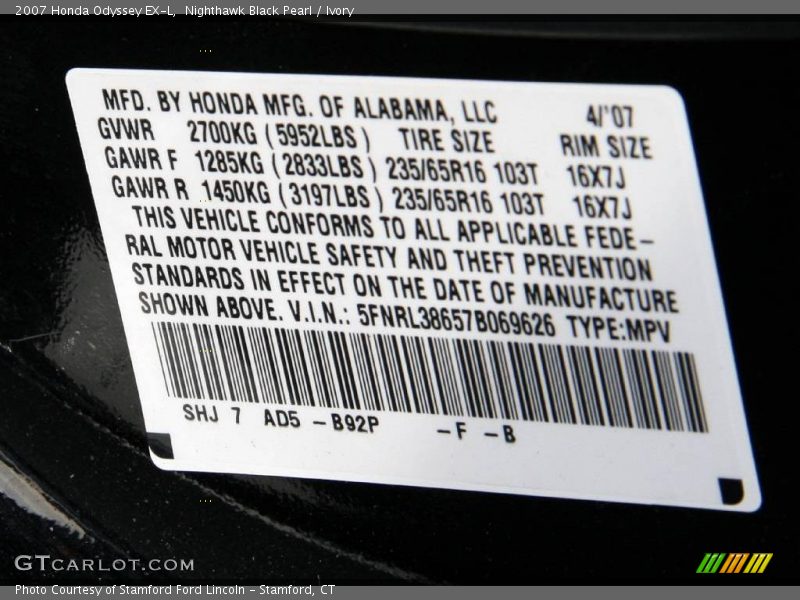 2007 Honda Odyssey EX-L, Nighthawk Black Pearl / Ivory
MFD. BY HONDA MFG. OF ALABAMA, LLC 4/'07
GVWR 2700KG (5952LBS) TIRE SIZE RIM SIZE
GAWR F 1285KG (2833LBS) 235/65R16 103T 16X7J
GAWR R 1450KG (3197LBS) 235/65R16 103T 16X7J
THIS VEHICLE CONFORMS TO ALL APPLICABLE FEDE-
RAL MOTOR VEHICLE SAFETY AND THEFT PREVENTION
STANDARDS IN EFFECT ON THE DATE OF MANUFACTURE
SHOWN ABOVE. V.I.N.: 5FNRL38657B069626 TYPE:MPV
SHJ 7 AD5 -B92P -F -B
GTCARLOT.COM
Photo Courtesy of Stamford Ford Lincoln - Stamford, CT